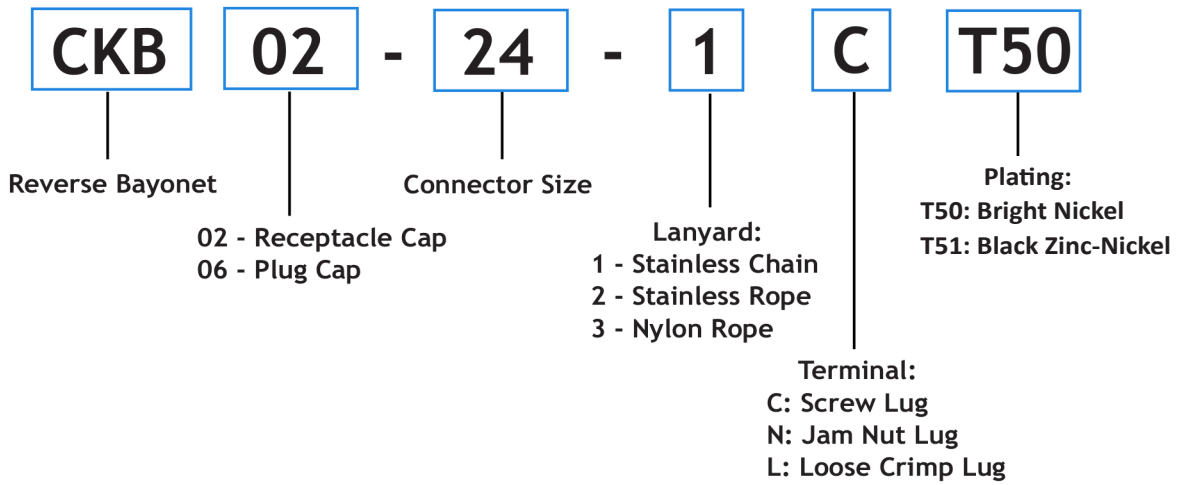 CKB 02 - 24 - 1 C T50
Reverse Bayonet
02 - Receptacle Cap
06 - Plug Cap
Connector Size
Lanyard:
1 - Stainless Chain
2 - Stainless Rope
3 - Nylon Rope
Terminal:
C: Screw Lug
N: Jam Nut Lug
L: Loose Crimp Lug
Plating:
T50: Bright Nickel
T51: Black Zinc-Nickel